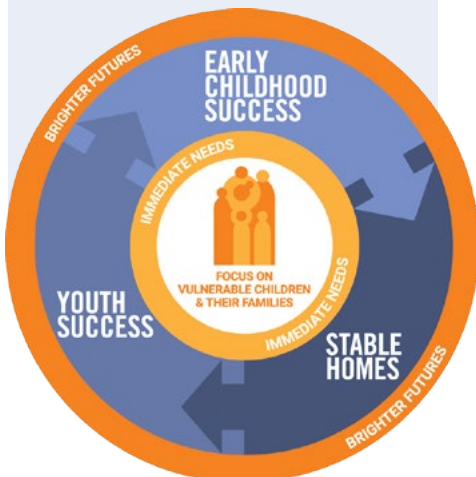 BRIGHTER FUTURES
EARLY
CHILDHOOD
SUCCESS
IMMEDIATE NEEDS
FOCUS ON
VULNERABLE CHILDREN
& THEIR FAMILIES
IMMEDIATE NEEDS
YOUTH
SUCCESS
STABLE
HOMES
BRIGHTER FUTURES